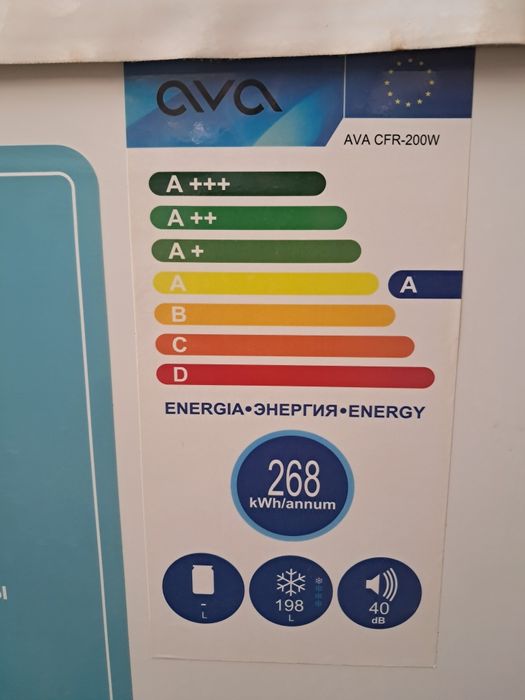 ava
AVA CFR-200W
A +++
A ++
A +
A
A
B
C
D
ENERGIA•ЭНЕРГИЯ•ENERGY
268
kWh/annum
- 198 40
L L dB
ы